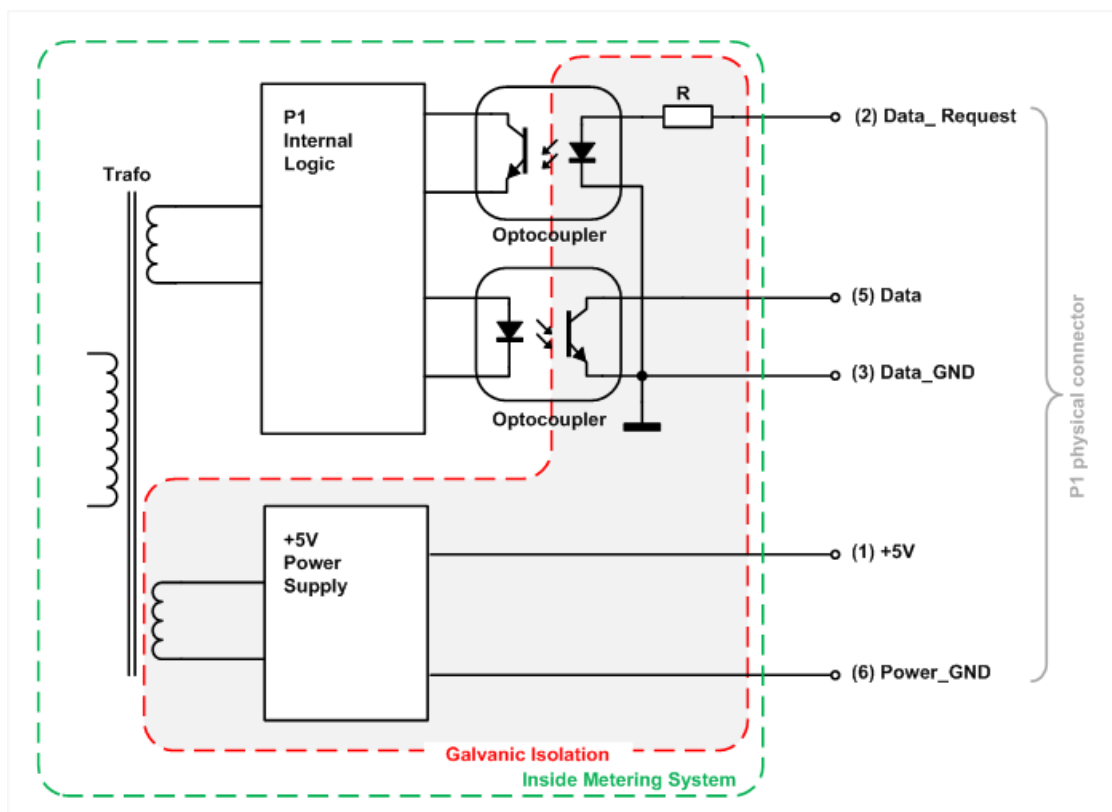 Trafo
P1
Internal
Logic
R
(2) Data_ Request
Optocoupler
(5) Data
(3) Data_GND
Optocoupler
P1 physical connector
+5V
Power
Supply
(1) +5V
(6) Power_GND
Galvanic Isolation
Inside Metering System